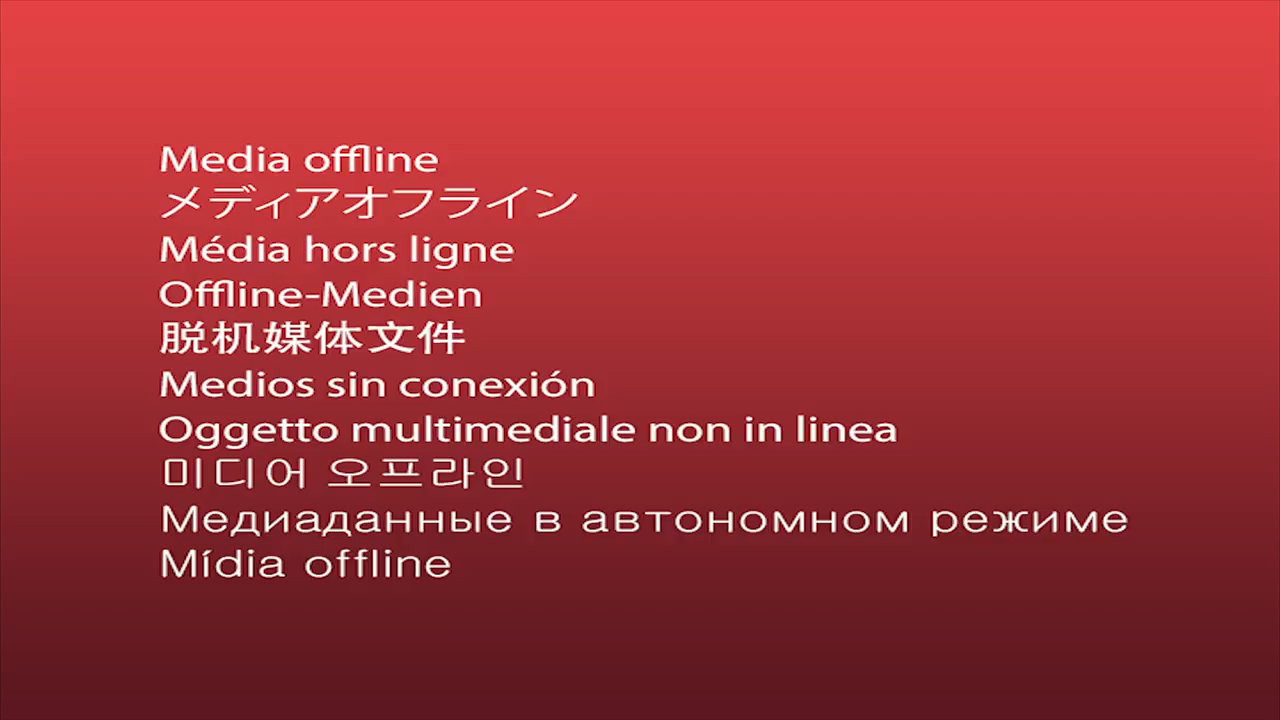 Media offline
メディアオフライン
Média hors ligne
Offline-Medien
脱机媒体文件
Medios sin conexión
Oggetto multimediale non in linea
미디어 오프라인
Медиаданные в автономном режиме
Mídia offline